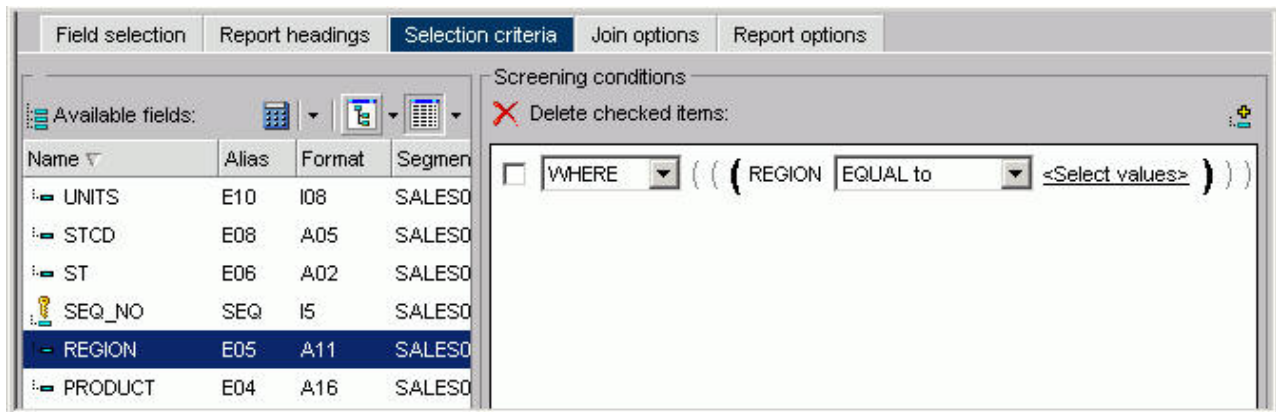 Field selection Report headings Selection criteria Join options Report options
Screening conditions
Available fields:
Delete checked items:
Name Alias Format Segmen
WHERE ( ( ( REGION EQUAL to <Select values> ) ) )
UNITS E10 I08 SALES0
STCD E08 A05 SALES0
ST E06 A02 SALES0
SEQ_NO SEQ I5 SALES0
REGION E05 A11 SALES0
PRODUCT E04 A16 SALES0